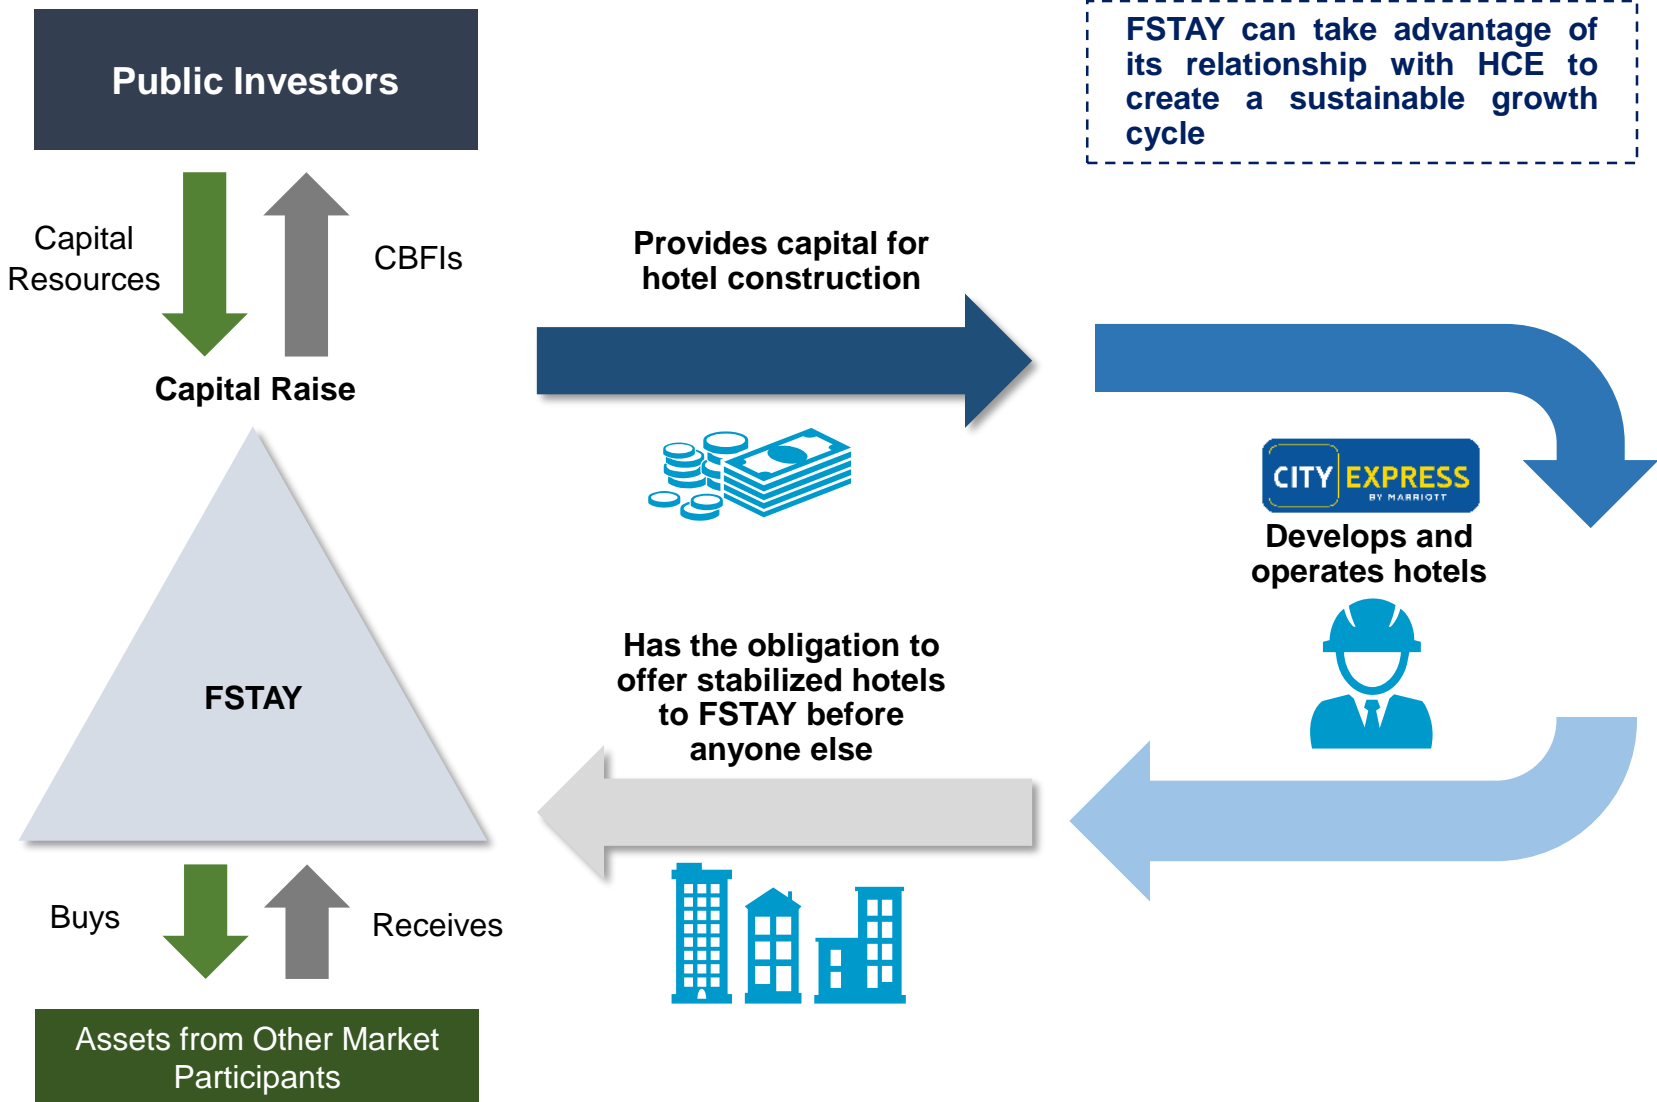 Public Investors
FSTAY can take advantage of
its relationship with HCE to
create a sustainable growth
cycle
Capital
Resources
CBFIs
Capital Raise
Provides capital for
hotel construction
CITY EXPRESS
BY MARRIOTT
Develops and
operates hotels
Has the obligation to
offer stabilized hotels
to FSTAY before
anyone else
FSTAY
Buys
Receives
Assets from Other Market
Participants